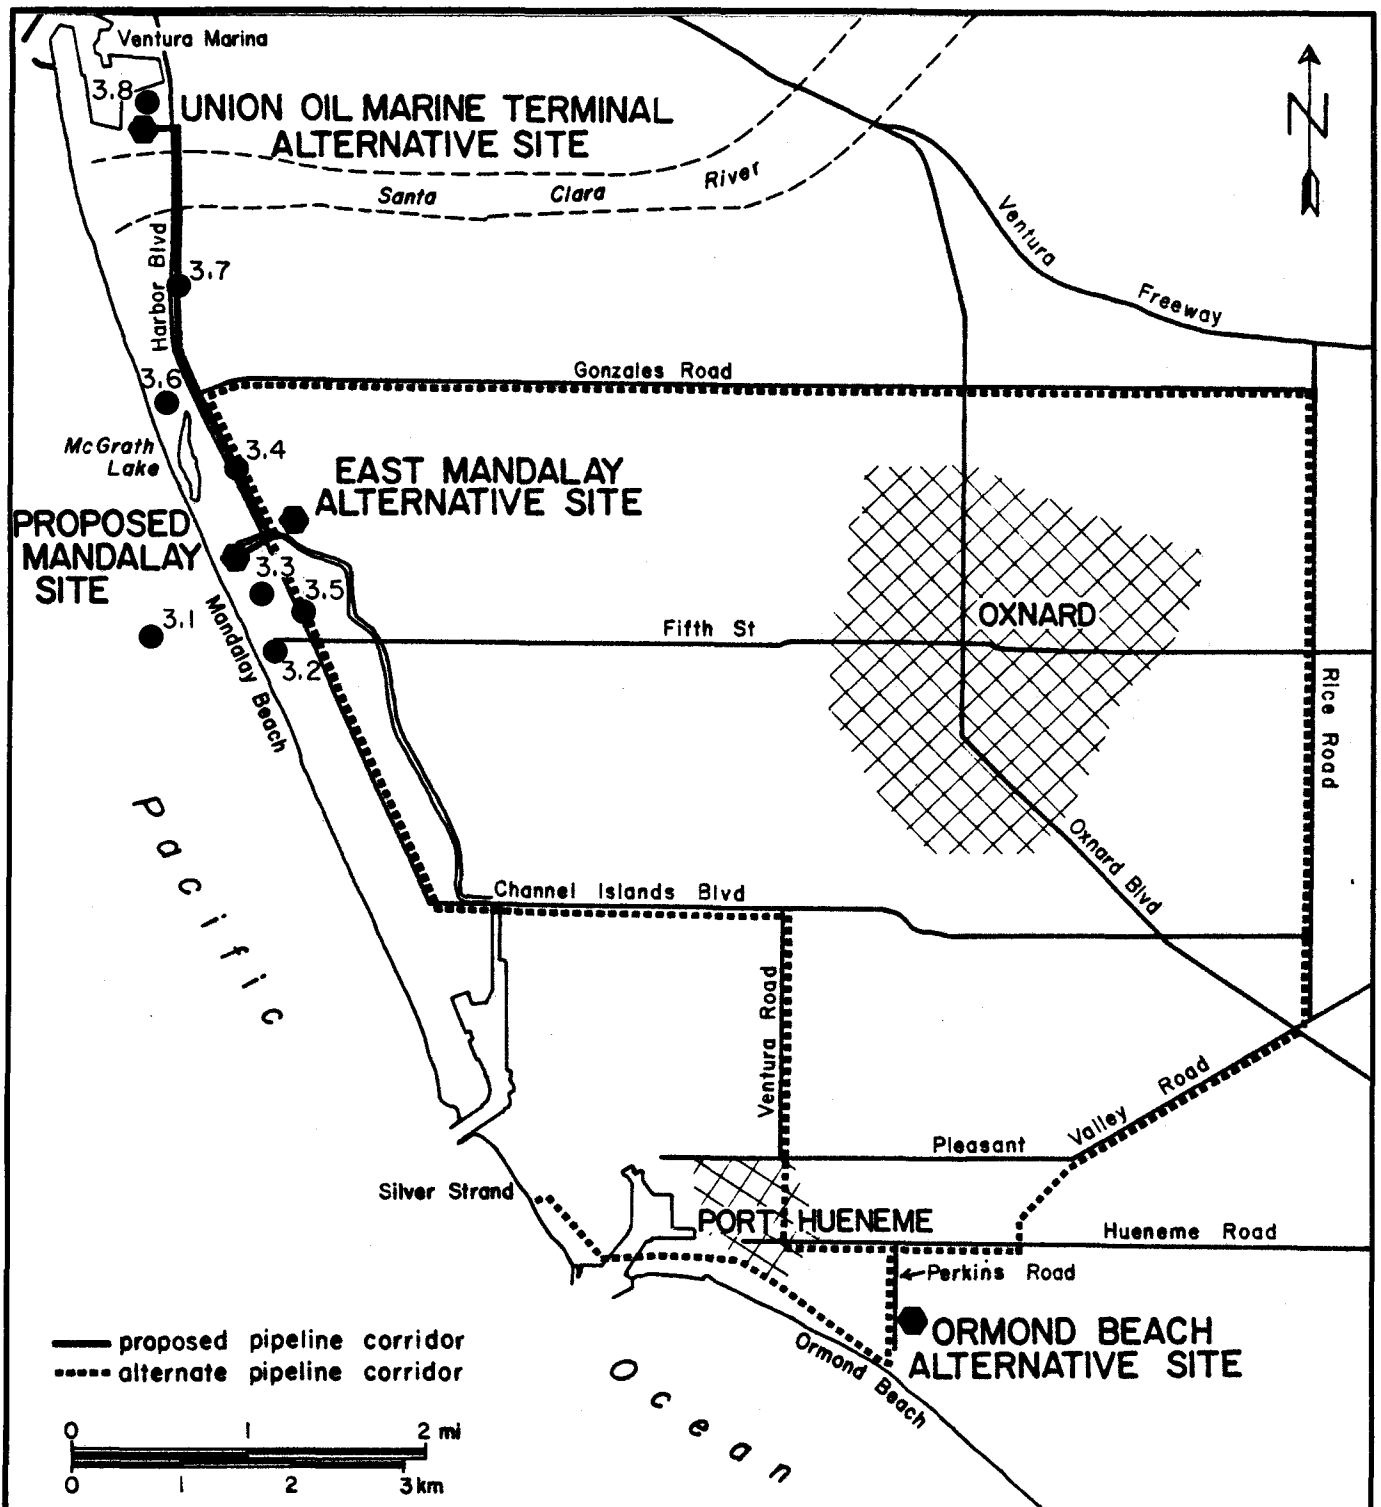 Ventura Marina
3.8
UNION OIL MARINE TERMINAL
ALTERNATIVE SITE
N
Santa Clara River
Harbor Blvd
3.7
Ventura Freeway
3.6
Gonzales Road
McGrath
Lake
3.4
EAST MANDALAY
ALTERNATIVE SITE
PROPOSED
MANDALAY
SITE
3.3
3.5
3.1
3.2
Mandalay Beach
Fifth St
OXNARD
Rice Road
Pacific
Oxnard Blvd
Channel Islands Blvd
Ventura Road
Pleasant Valley Road
Silver Strand
PORT HUENEME
Hueneme Road
Perkins Road
ORMOND BEACH
ALTERNATIVE SITE
Ormond Beach
Ocean
proposed pipeline corridor
alternate pipeline corridor
0 1 2 mi
0 1 2 3km